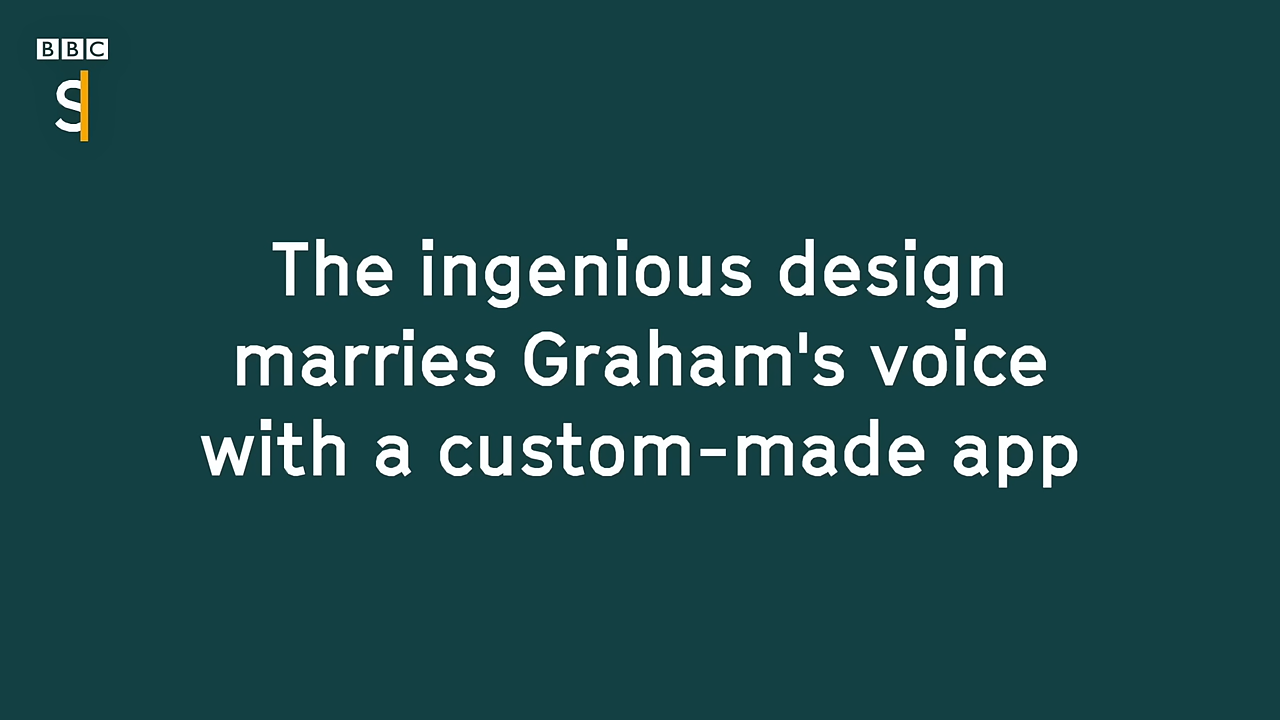 BBC
S
The ingenious design
marries Graham's voice
with a custom-made app